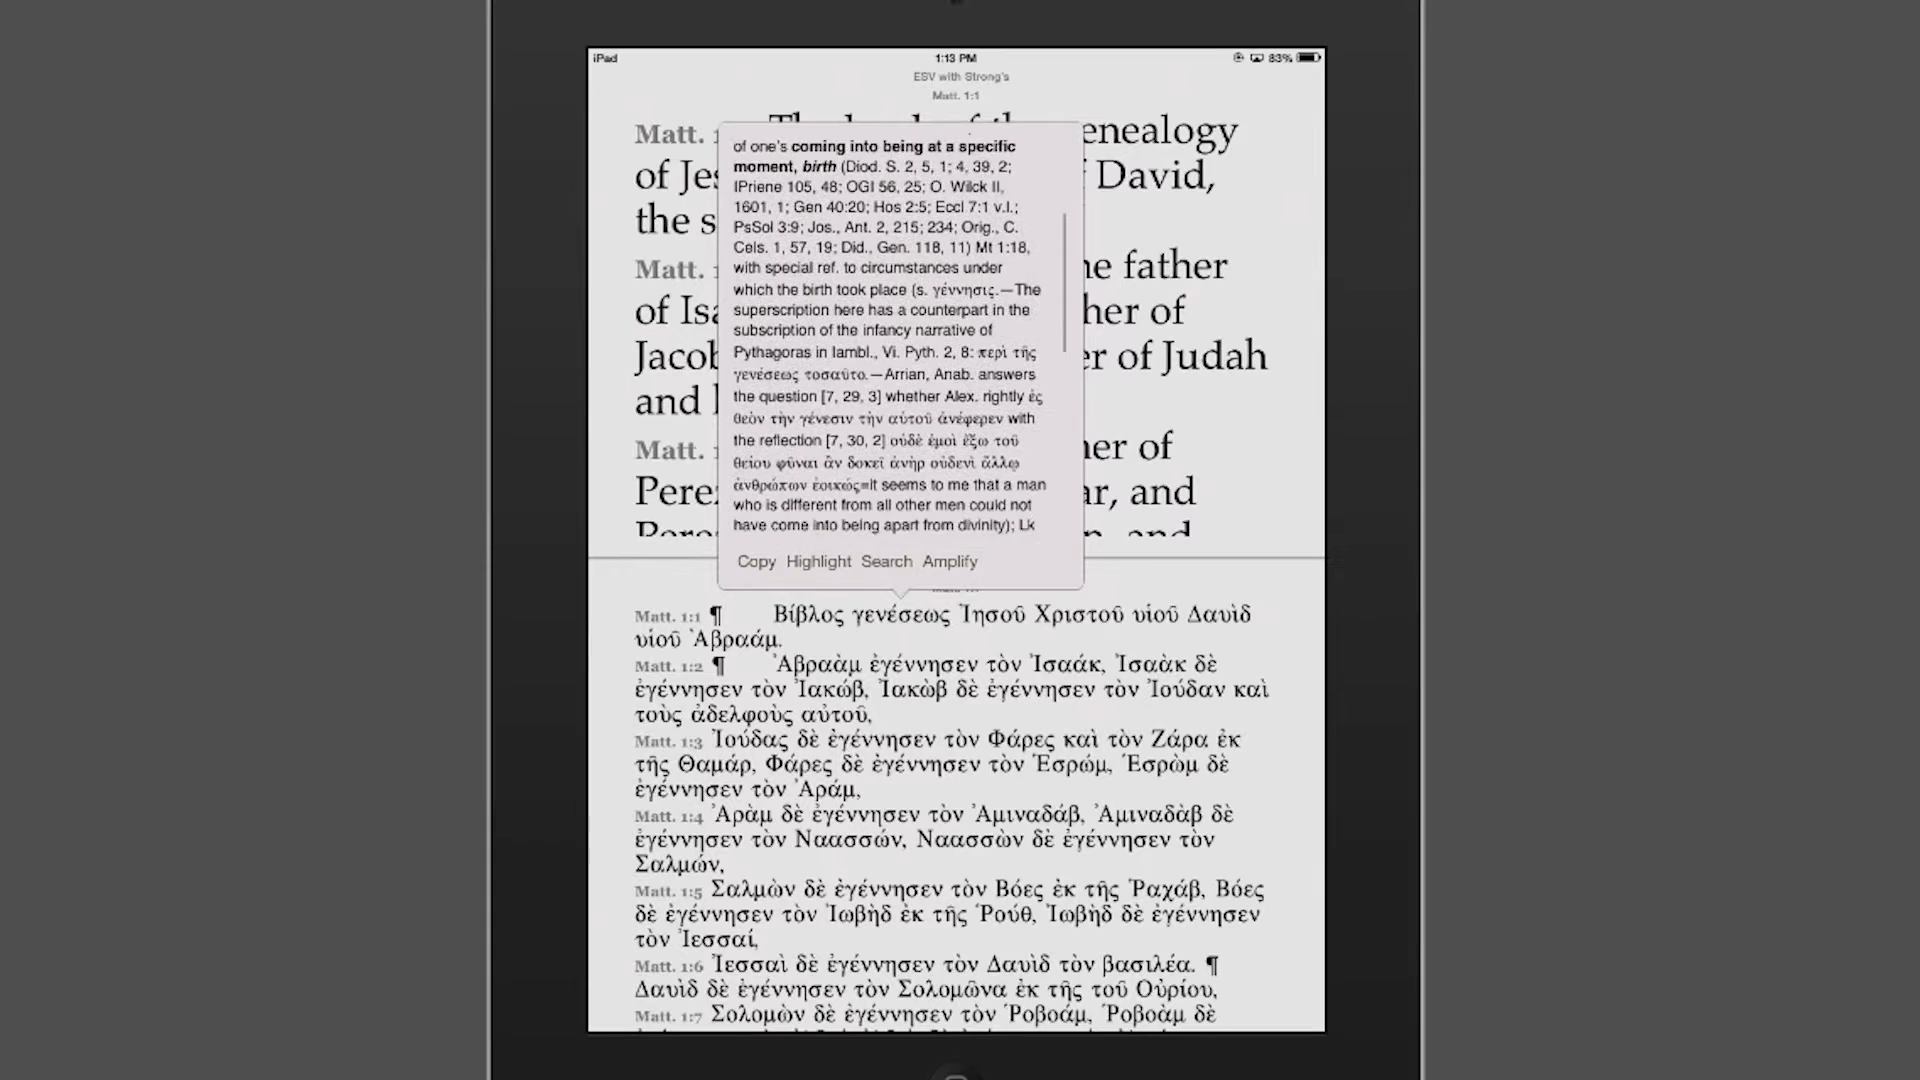 iPad 1:13 PM 83%
ESV with Strong's
Matt. 1:1
Matt. enealogy
of Jes David,
the s
Matt. ne father
of Isa her of
Jacob er of Judah
and
Matt. ner of
Perez ar, and
of one's coming into being at a specific
moment, birth (Diod. S. 2, 5, 1; 4, 39, 2;
IPriene 105, 48; OGI 56, 25; O. Wilck II,
1601, 1; Gen 40:20; Hos 2:5; Eccl 7:1 v.l.;
PsSol 3:9; Jos., Ant. 2, 215; 234; Orig., C.
Cels. 1, 57, 19; Did., Gen. 118, 11) Mt 1:18,
with special ref. to circumstances under
which the birth took place (s. γέννησις.—The
superscription here has a counterpart in the
subscription of the infancy narrative of
Pythagoras in Iambl., Vi. Pyth. 2, 8: περὶ τῆς
γενέσεως τοσαῦτα.—Arrian, Anab. answers
the question [7, 29, 3] whether Alex. rightly ἐς
θεὸν τὴν γένεσιν τὴν αὑτοῦ ἀνέφερεν with
the reflection [7, 30, 2] οὐδὲ ἐμοὶ ἔξω τοῦ
θείου φῦναι ἂν δοκεῖ ἀνὴρ οὐδενὶ ἄλλῳ
ἀνθρώπων ἐοικώς=it seems to me that a man
who is different from all other men could not
have come into being apart from divinity); Lk
Copy Highlight Search Amplify
Matt. 1:1 ¶ Βίβλος γενέσεως Ἰησοῦ Χριστοῦ υἱοῦ Δαυὶδ
υἱοῦ Ἀβραάμ.
Matt. 1:2 ¶ Ἀβραὰμ ἐγέννησεν τὸν Ἰσαάκ, Ἰσαὰκ δὲ
ἐγέννησεν τὸν Ἰακώβ, Ἰακὼβ δὲ ἐγέννησεν τὸν Ἰούδαν καὶ
τοὺς ἀδελφοὺς αὐτοῦ,
Matt. 1:3 Ἰούδας δὲ ἐγέννησεν τὸν Φάρες καὶ τὸν Ζάρα ἐκ
τῆς Θαμάρ, Φάρες δὲ ἐγέννησεν τὸν Ἑσρώμ, Ἑσρὼμ δὲ
ἐγέννησεν τὸν Ἀράμ,
Matt. 1:4 Ἀρὰμ δὲ ἐγέννησεν τὸν Ἀμιναδάβ, Ἀμιναδὰβ δὲ
ἐγέννησεν τὸν Ναασσών, Ναασσὼν δὲ ἐγέννησεν τὸν
Σαλμών,
Matt. 1:5 Σαλμὼν δὲ ἐγέννησεν τὸν Βόες ἐκ τῆς Ῥαχάβ, Βόες
δὲ ἐγέννησεν τὸν Ἰωβὴδ ἐκ τῆς Ῥούθ, Ἰωβὴδ δὲ ἐγέννησεν
τὸν Ἰεσσαί,
Matt. 1:6 Ἰεσσαὶ δὲ ἐγέννησεν τὸν Δαυὶδ τὸν βασιλέα. ¶
Δαυὶδ δὲ ἐγέννησεν τὸν Σολομῶνα ἐκ τῆς τοῦ Οὐρίου,
Matt. 1:7 Σολομὼν δὲ ἐγέννησεν τὸν Ῥοβοάμ, Ῥοβοὰμ δὲ